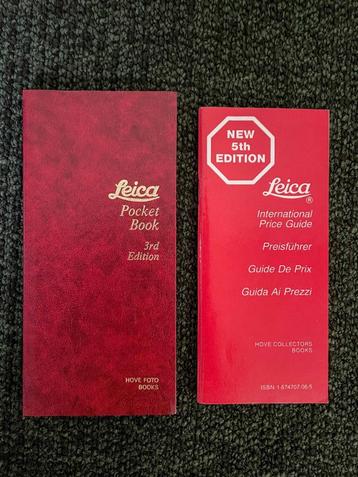 Leica
Pocket
Book
3rd
Edition
HOVE FOTO
BOOKS
NEW
5th
EDITION
Leica
®
International
Price Guide
Preisführer
Guide De Prix
Guida Ai Prezzi
HOVE COLLECTORS
BOOKS
ISBN 1-874707-06-5